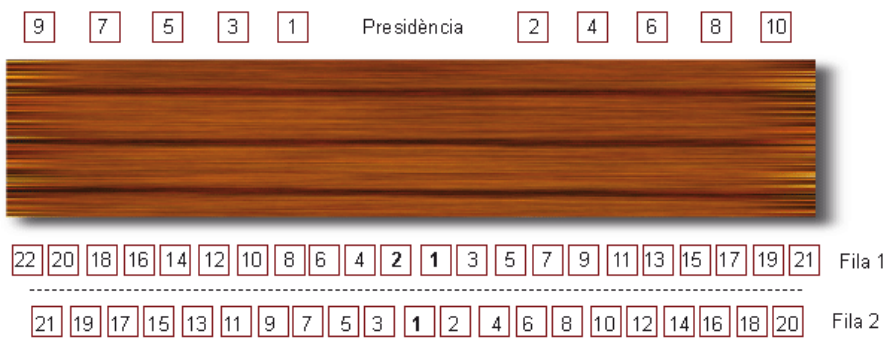 9 7 5 3 1 Presidència 2 4 6 8 10
22 20 18 16 14 12 10 8 6 4 2 1 3 5 7 9 11 13 15 17 19 21 Fila 1
21 19 17 15 13 11 9 7 5 3 1 2 4 6 8 10 12 14 16 18 20 Fila 2